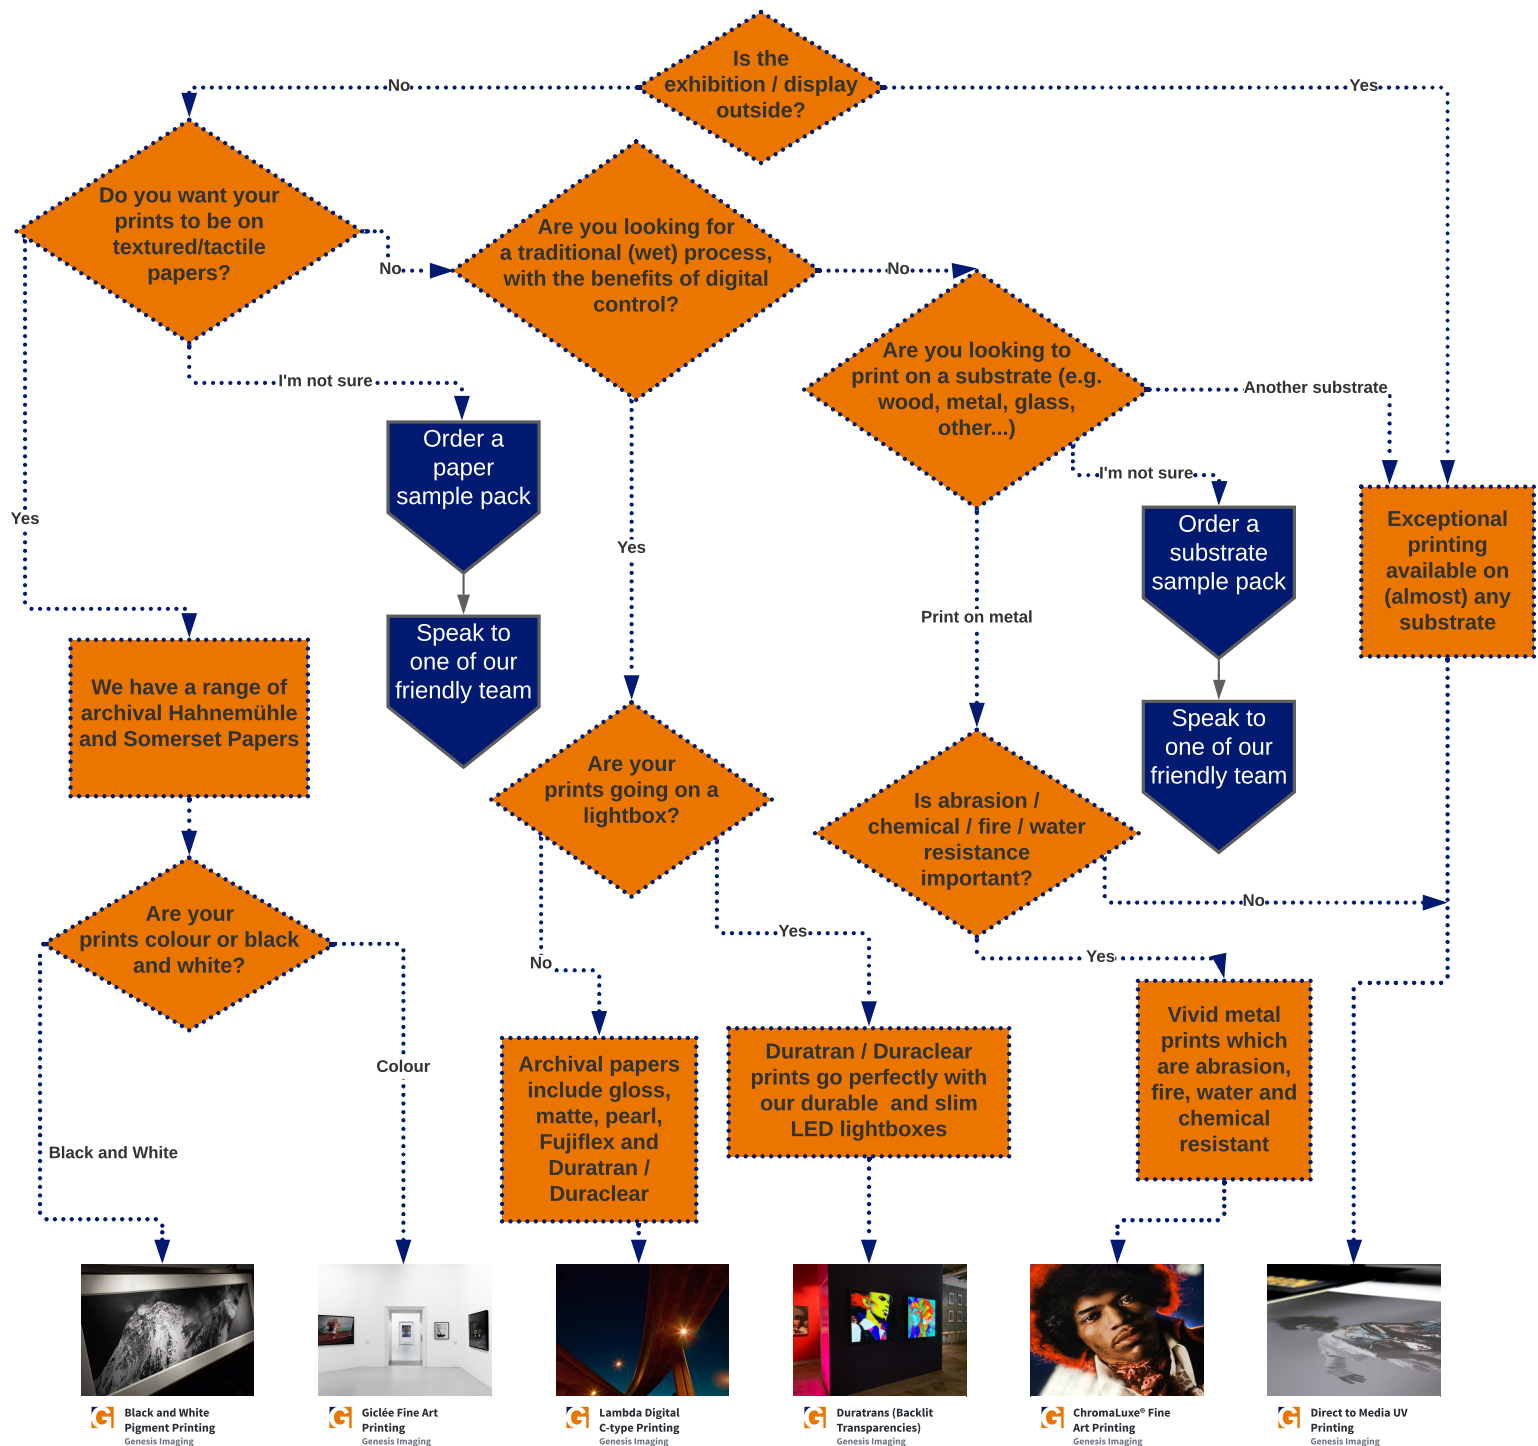 Is the
exhibition / display
outside?
No
Yes
Do you want your
prints to be on
textured/tactile
papers?
No
Are you looking for
a traditional (wet) process,
with the benefits of digital
control?
No
Are you looking to
print on a substrate (e.g.
wood, metal, glass,
other...)
Another substrate
I'm not sure
Order a
paper
sample pack
Speak to
one of our
friendly team
I'm not sure
Order a
substrate
sample pack
Speak to
one of our
friendly team
Exceptional
printing
available on
(almost) any
substrate
Yes
We have a range of
archival Hahnemühle
and Somerset Papers
Yes
Print on metal
Are your
prints going on a
lightbox?
Is abrasion /
chemical / fire / water
resistance
important?
No
Yes
Are your
prints colour or black
and white?
Yes
No
Colour
Black and White
Archival papers
include gloss,
matte, pearl,
Fujiflex and
Duratran /
Duraclear
Duratran / Duraclear
prints go perfectly with
our durable  and slim
LED lightboxes
Vivid metal
prints which
are abrasion,
fire, water and
chemical
resistant
G
Black and White
Pigment Printing
Genesis Imaging
G
Giclée Fine Art
Printing
Genesis Imaging
G
Lambda Digital
C-type Printing
Genesis Imaging
G
Duratrans (Backlit
Transparencies)
Genesis Imaging
G
ChromaLuxe® Fine
Art Printing
Genesis Imaging
G
Direct to Media UV
Printing
Genesis Imaging